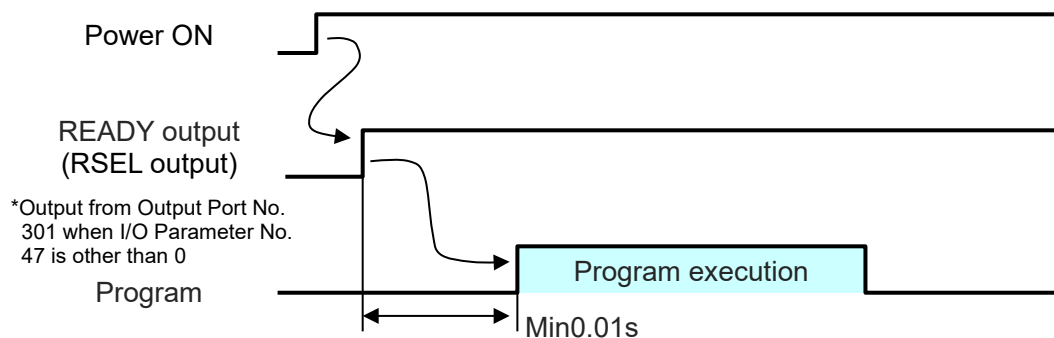 Power ON
READY output
(RSEL output)
*Output from Output Port No.
301 when I/O Parameter No.
47 is other than 0
Program execution
Program
Min0.01s